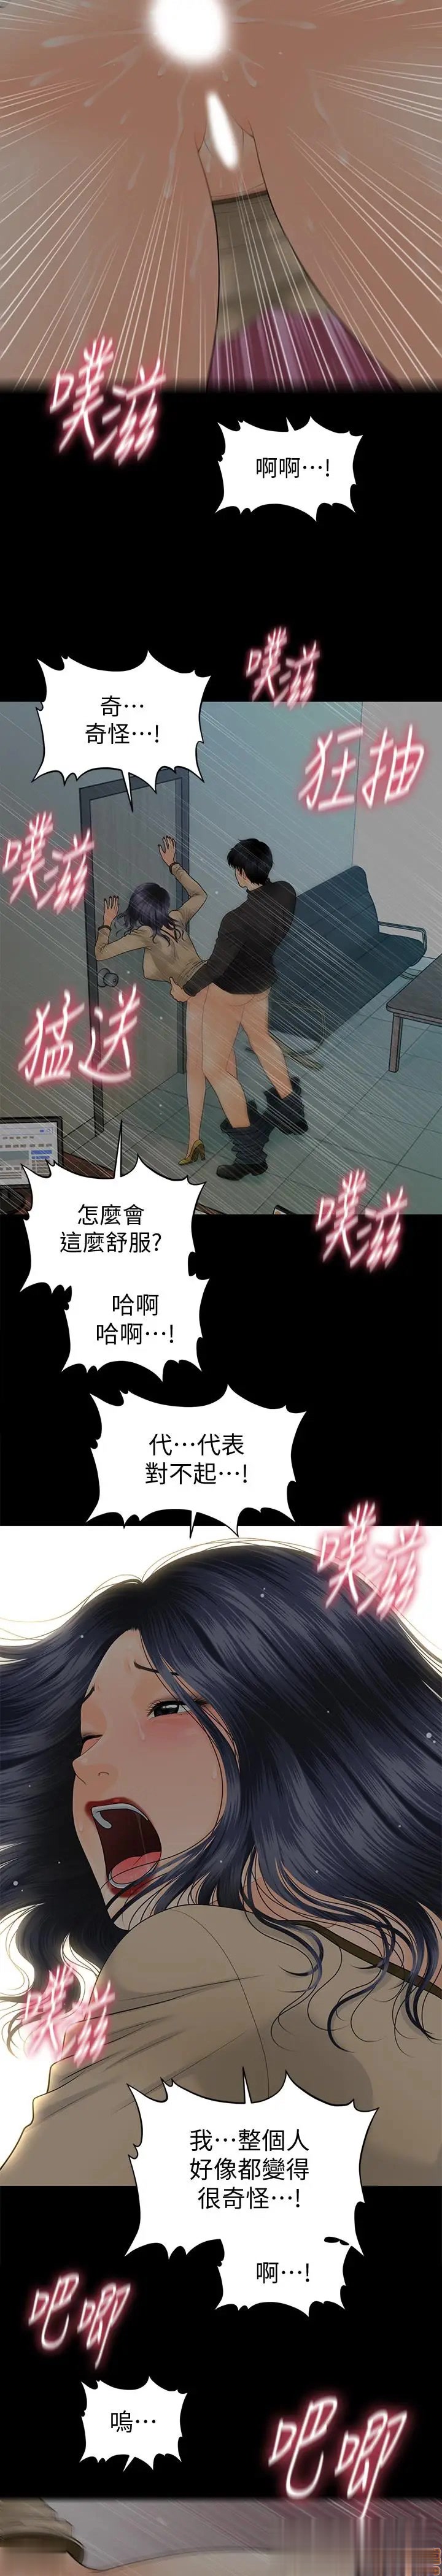 噗滋
啊啊…!
噗滋
奇…
奇怪…!
狂抽
噗滋
猛送
怎麼會
這麼舒服?
哈啊
哈啊…!
噗滋
代…代表
對不起…!
噗滋
噗滋
我…整個人
好像都變得
很奇怪…!
啊…!
吧唧
嗚…
吧唧